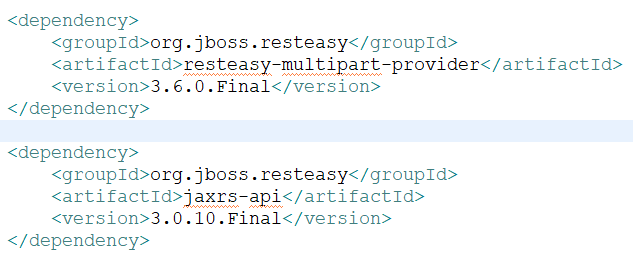 <dependency>
    <groupId>org.jboss.resteasy</groupId>
    <artifactId>resteasy-multipart-provider</artifactId>
    <version>3.6.0.Final</version>
</dependency>

<dependency>
    <groupId>org.jboss.resteasy</groupId>
    <artifactId>jaxrs-api</artifactId>
    <version>3.0.10.Final</version>
</dependency>